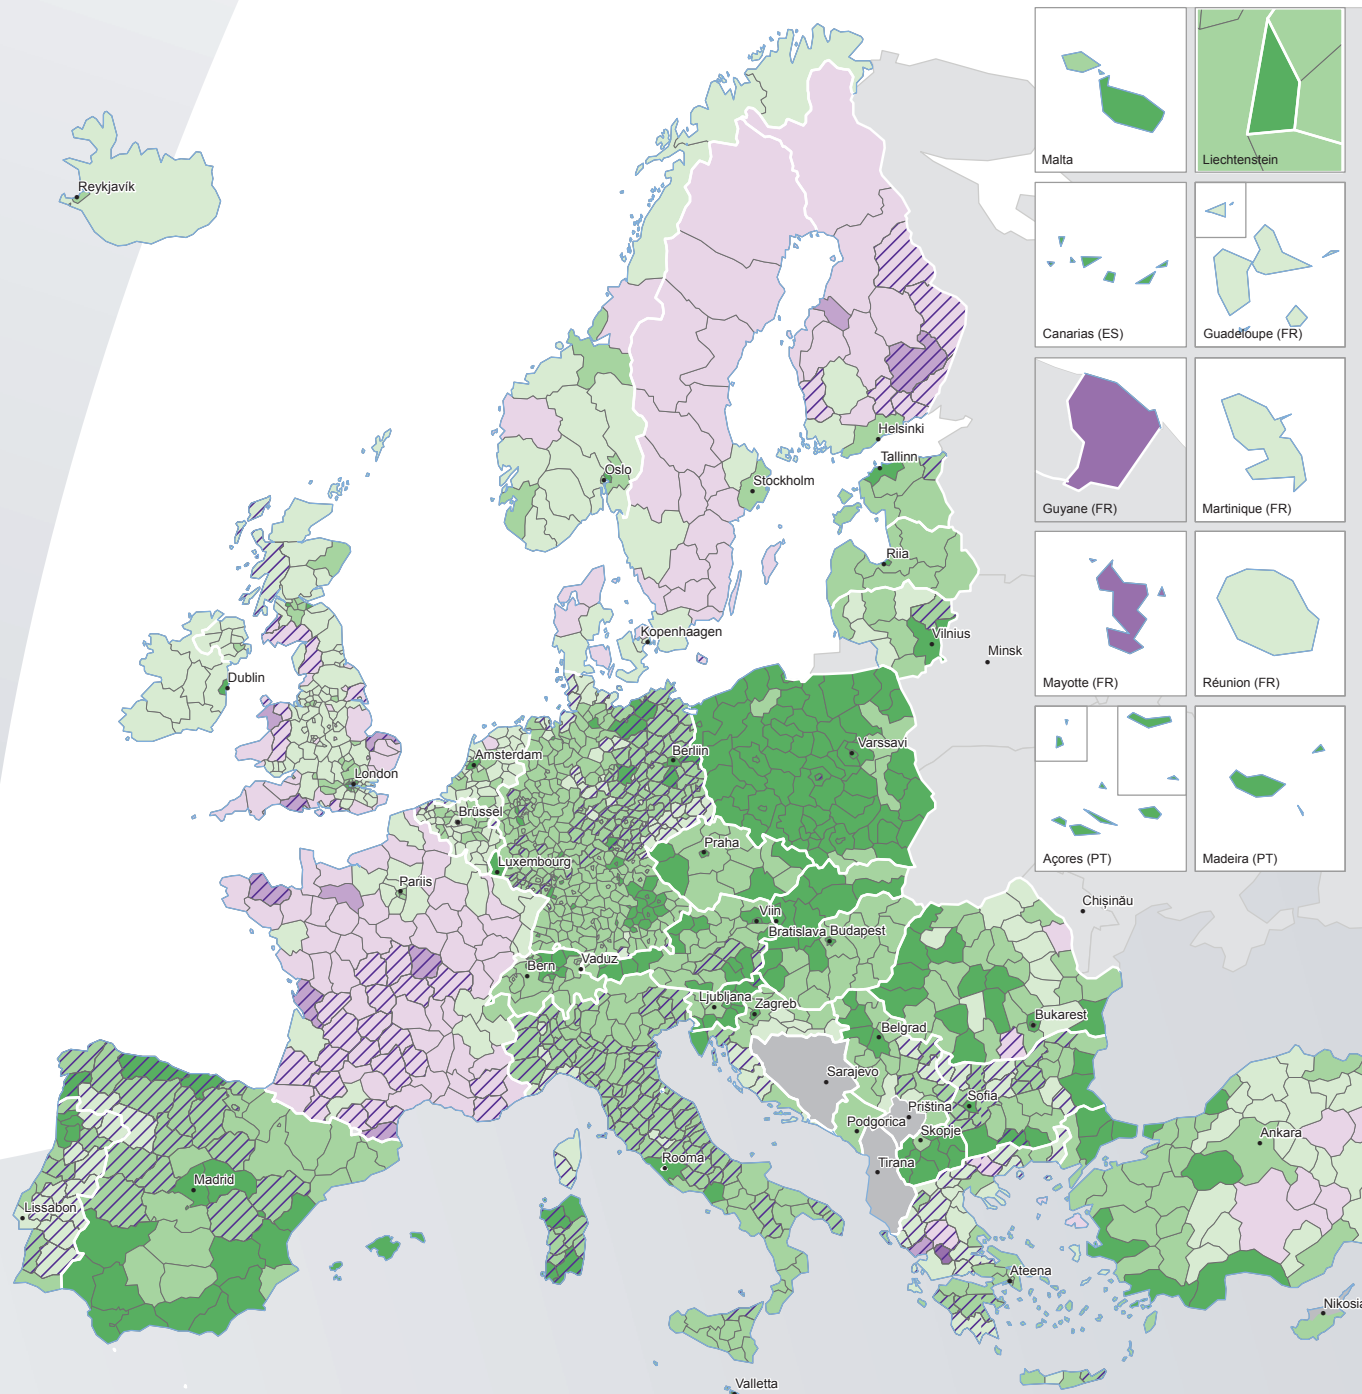 Malta
Liechtenstein
Reykjavík
Canarias (ES)
Guadeloupe (FR)
Helsinki
Tallinn
Oslo
Stockholm
Guyane (FR)
Martinique (FR)
Riia
Kopenhaagen
Vilnius
Minsk
Dublin
Mayotte (FR)
Réunion (FR)
Amsterdam
Berliin
Varssavi
London
Brüssel
Praha
Luxembourg
Açores (PT)
Madeira (PT)
Pariis
Viin
Chișinău
Bratislava
Budapest
Bern
Vaduz
Ljubljana
Zagreb
Bukarest
Belgrad
Sarajevo
Sofia
Priština
Podgorica
Skopje
Ankara
Rooma
Tirana
Madrid
Lissabon
Ateena
Nikosia
Valletta